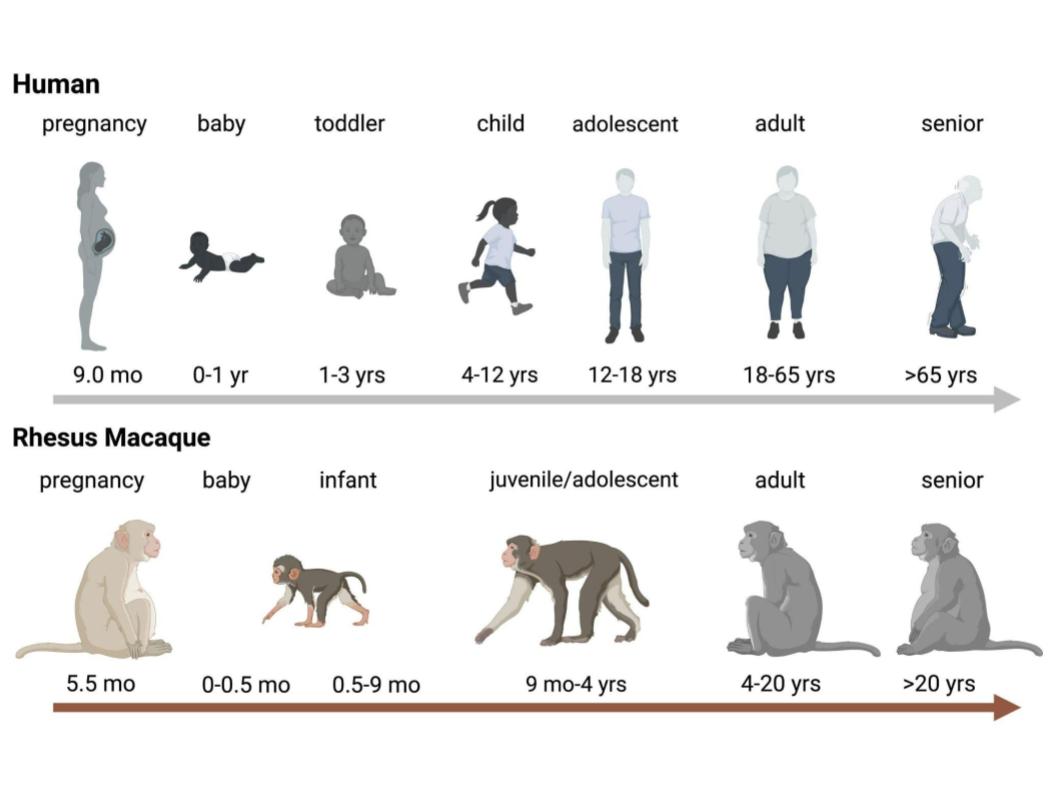 Human
pregnancy baby toddler child adolescent adult senior
9.0 mo 0-1 yr 1-3 yrs 4-12 yrs 12-18 yrs 18-65 yrs >65 yrs
Rhesus Macaque
pregnancy baby infant juvenile/adolescent adult senior
5.5 mo 0-0.5 mo 0.5-9 mo 9 mo-4 yrs 4-20 yrs >20 yrs